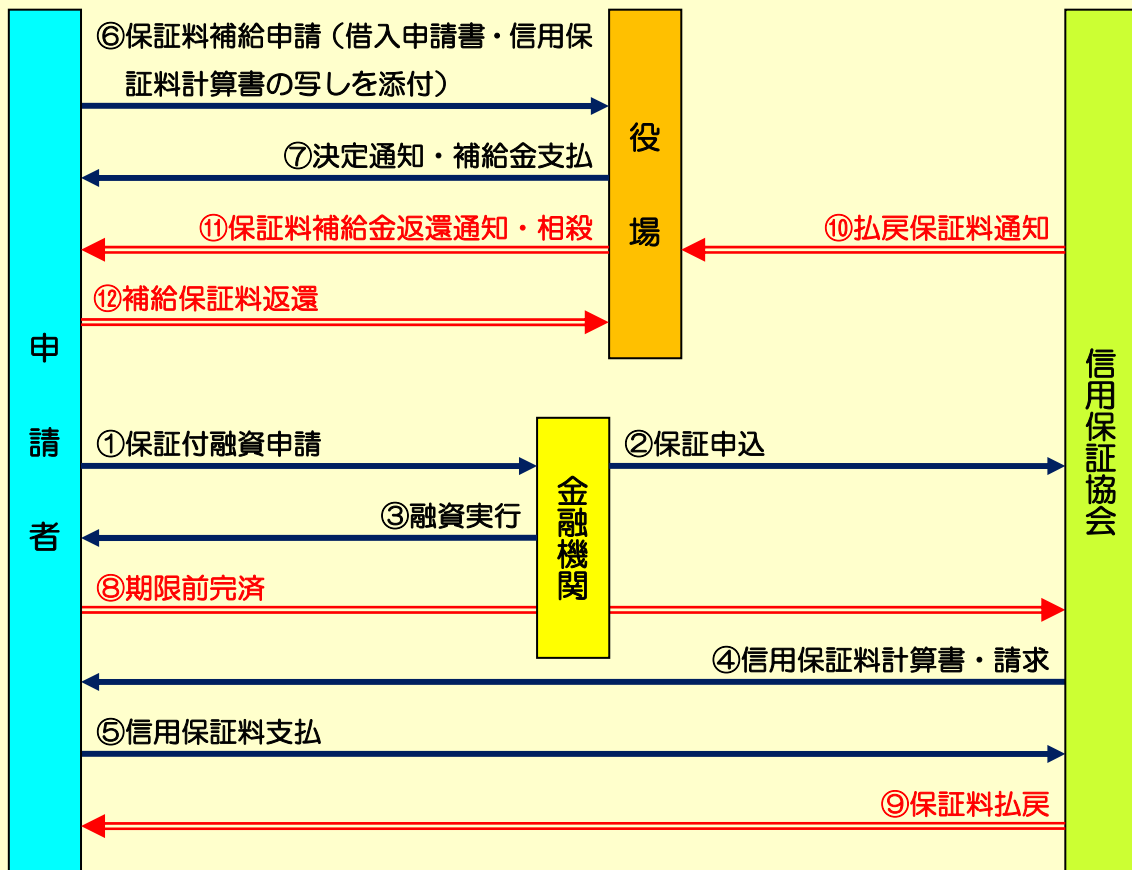 ⑥保証料補給申請（借入申請書・信用保
証料計算書の写しを添付）
⑦決定通知・補給金支払
⑪保証料補給金返還通知・相殺
⑩払戻保証料通知
⑫補給保証料返還
役場
申請者
信用保証協会
①保証付融資申請
②保証申込
③融資実行
金融機関
⑧期限前完済
④信用保証料計算書・請求
⑤信用保証料支払
⑨保証料払戻